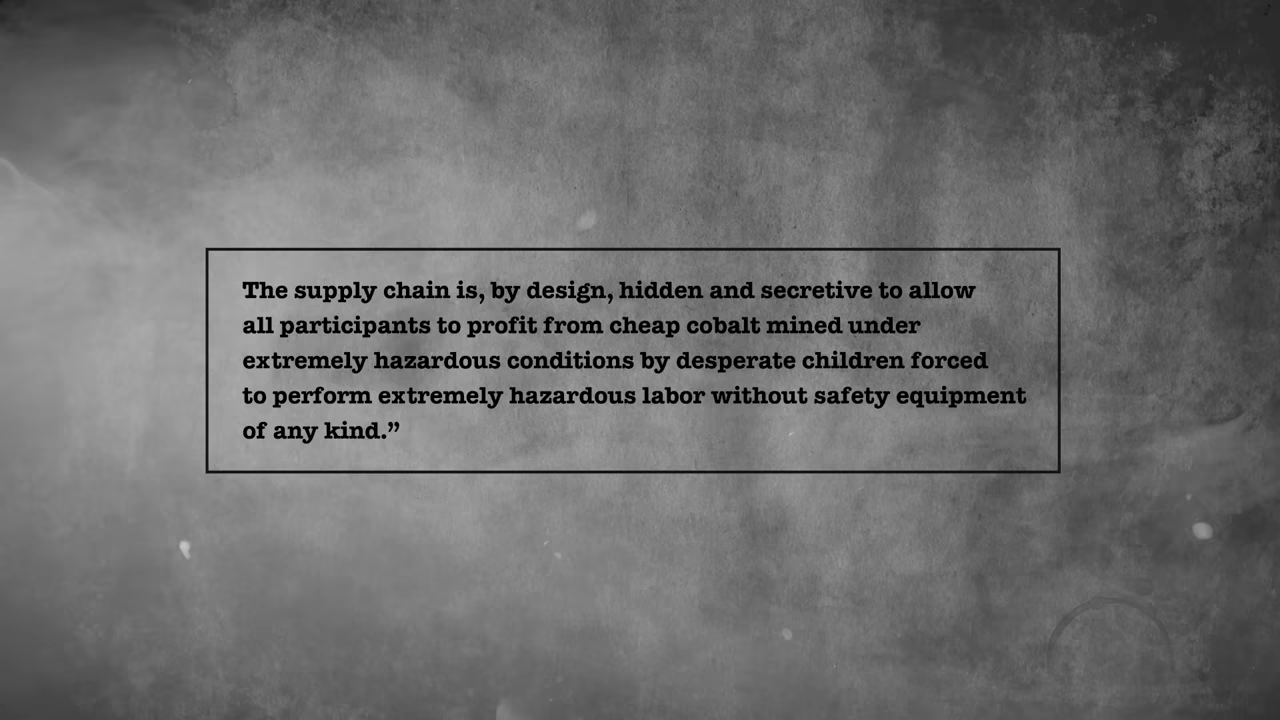 The supply chain is, by design, hidden and secretive to allow
all participants to profit from cheap cobalt mined under
extremely hazardous conditions by desperate children forced
to perform extremely hazardous labor without safety equipment
of any kind.”